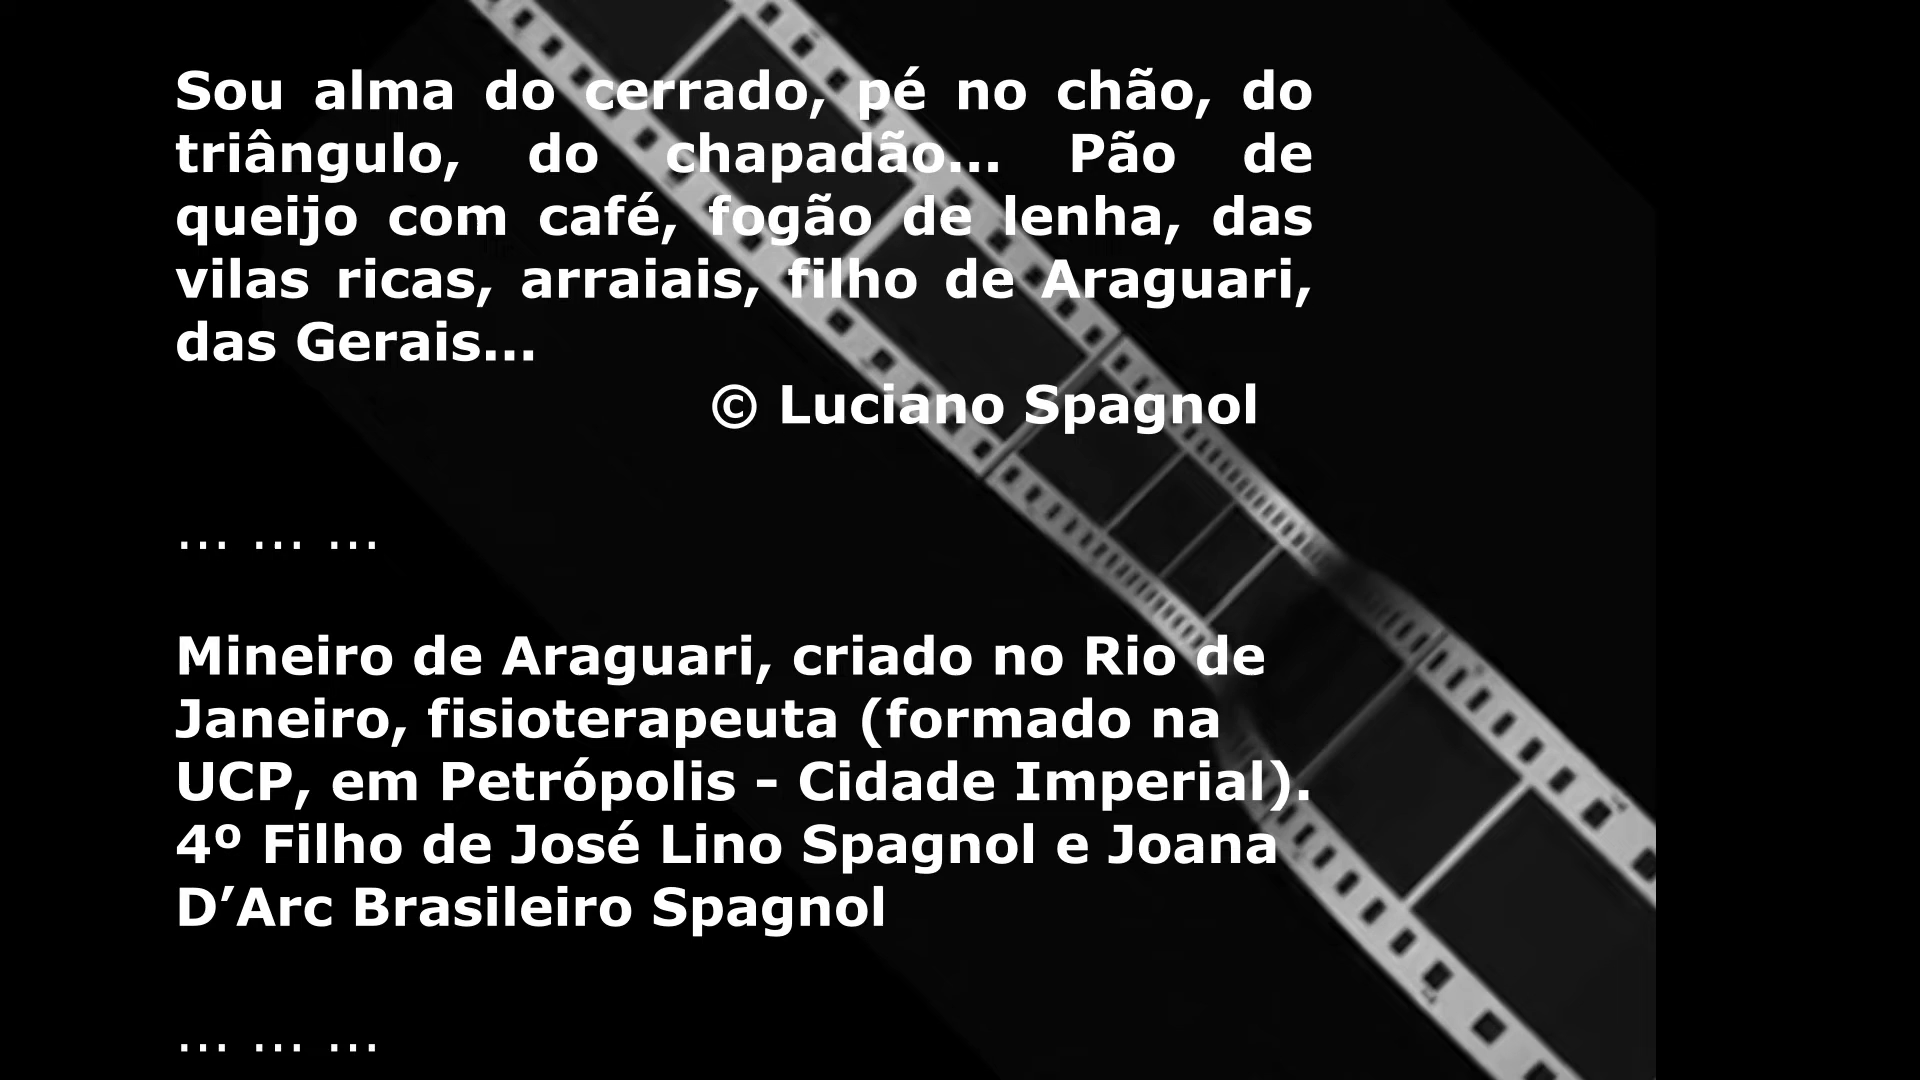 Sou alma do cerrado, pé no chão, do
triângulo, do chapadão... Pão de
queijo com café, fogão de lenha, das
vilas ricas, arraiais, filho de Araguari,
das Gerais...
© Luciano Spagnol
... ... ...
Mineiro de Araguari, criado no Rio de
Janeiro, fisioterapeuta (formado na
UCP, em Petrópolis – Cidade Imperial).
4º Filho de José Lino Spagnol e Joana
D’Arc Brasileiro Spagnol
... ... ...